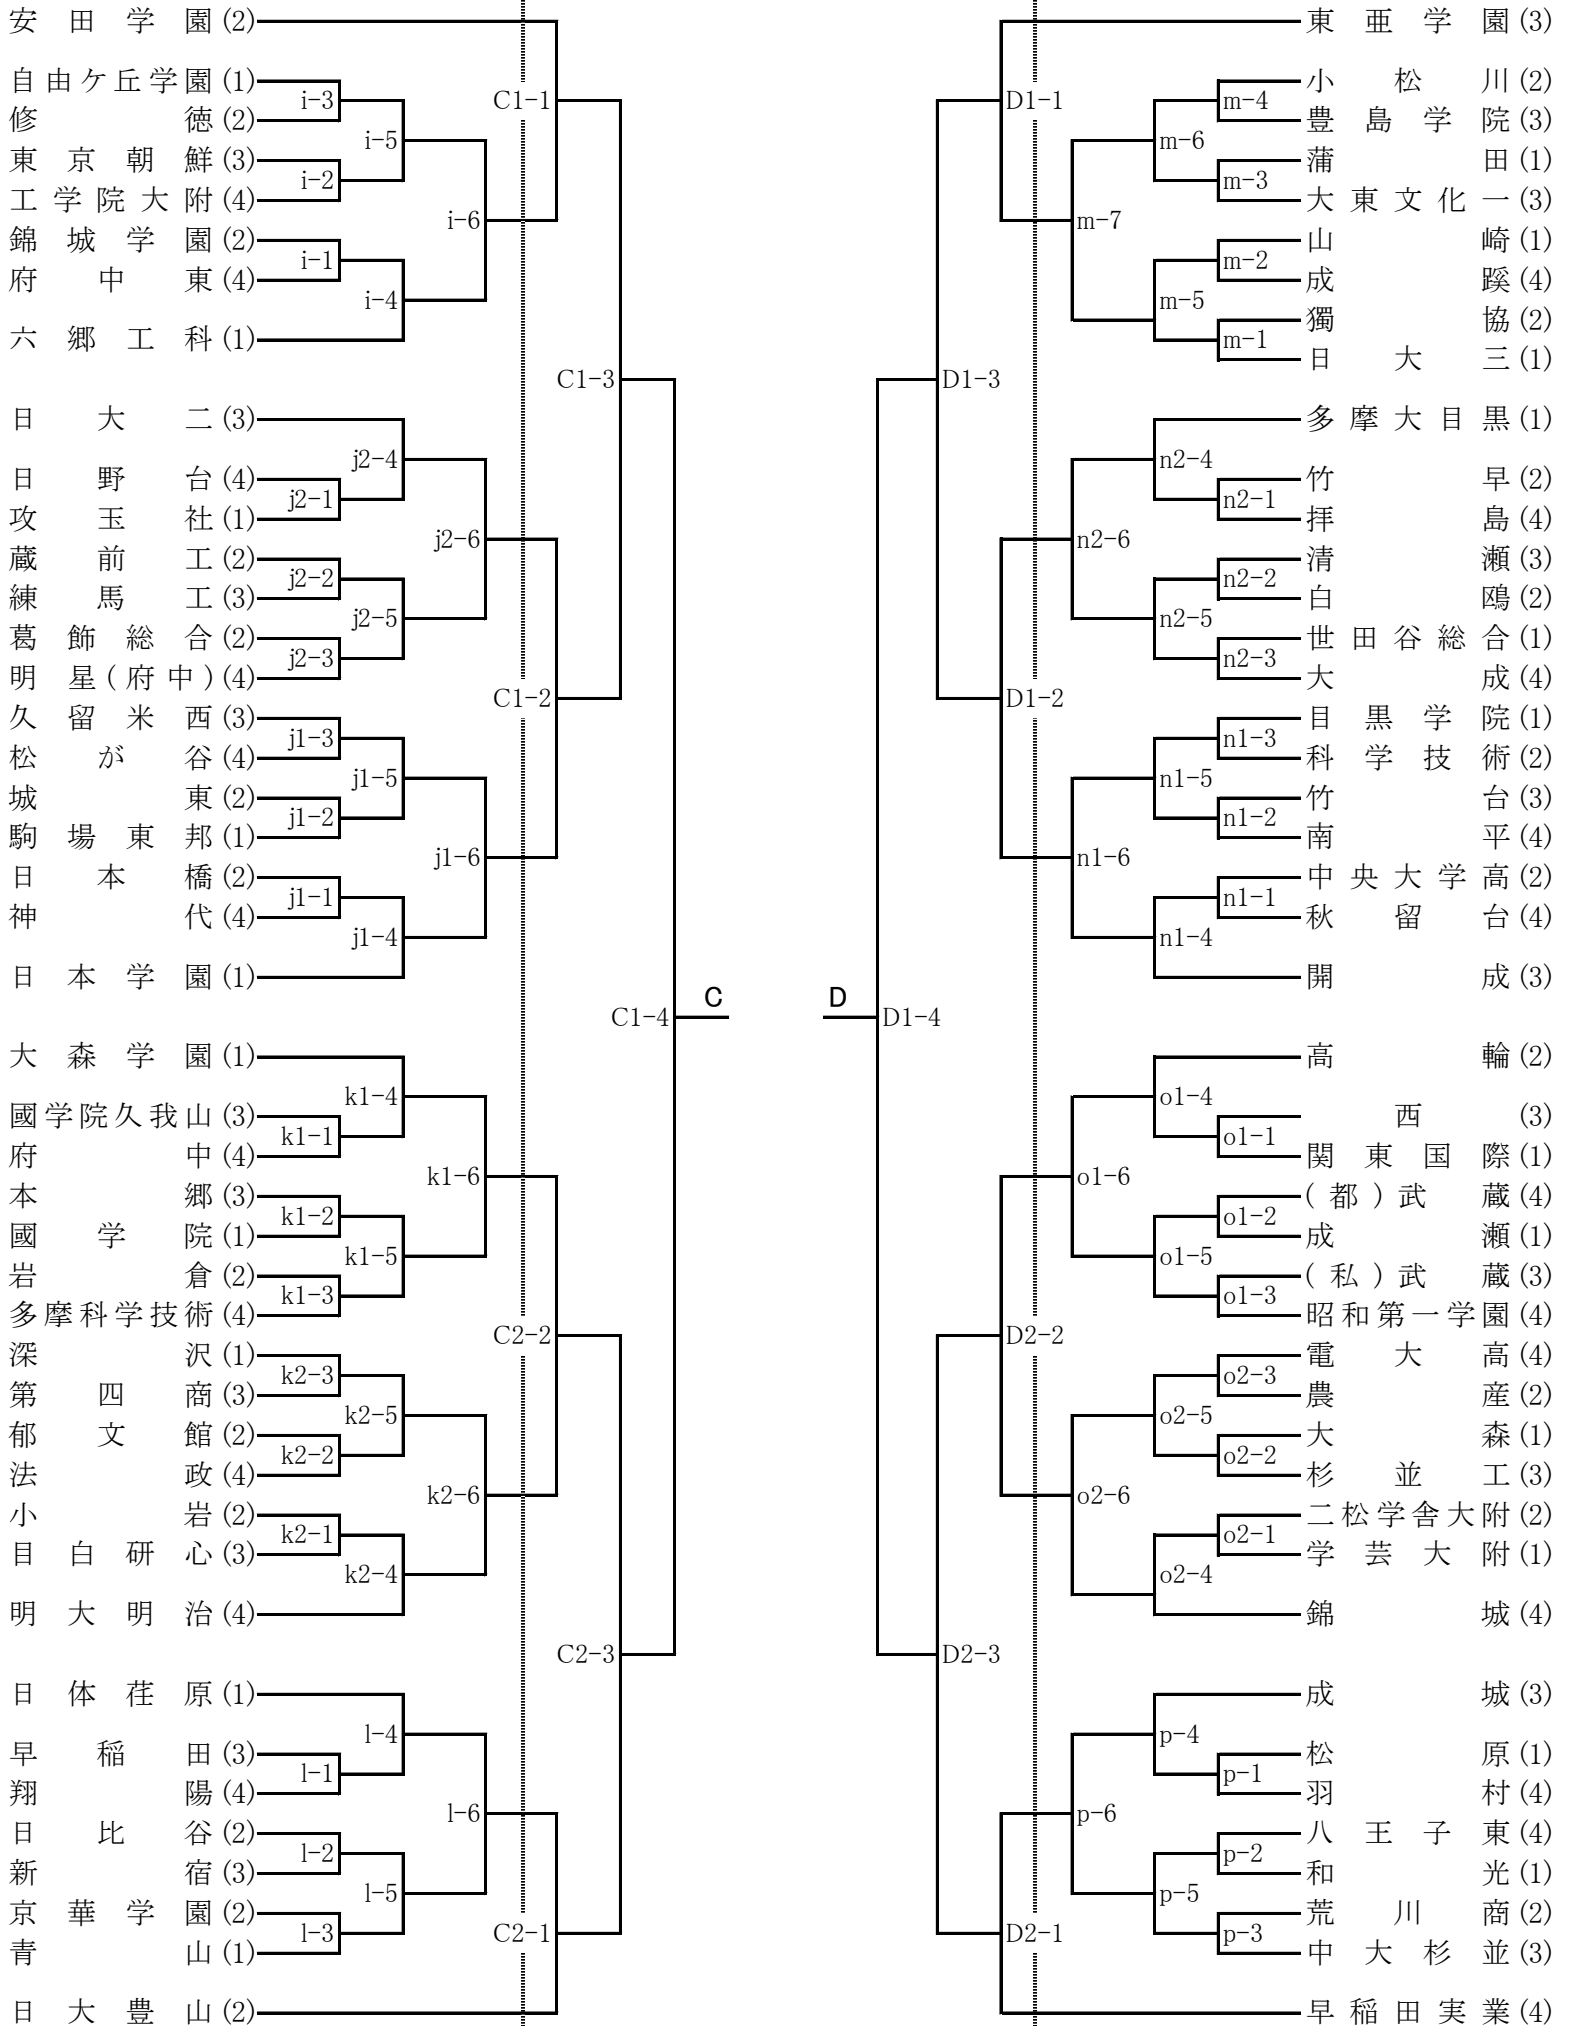 安田学園(2)
自由ケ丘学園(1)
i-3
修徳(2)
i-5
東京朝鮮(3)
i-2
工学院大附(4)
i-6
錦城学園(2)
i-1
府中東(4)
i-4
六郷工科(1)
C1-1
C1-3
日大二(3)
j2-4
日野台(4)
j2-1
攻玉社(1)
j2-6
蔵前工(2)
j2-2
練馬工(3)
j2-5
葛飾総合(2)
j2-3
明星(府中)(4)
C1-2
久留米西(3)
j1-3
松が谷(4)
j1-5
城東(2)
j1-2
駒場東邦(1)
j1-6
日本橋(2)
j1-1
神代(4)
j1-4
日本学園(1)
C1-4
C
大森学園(1)
k1-4
國学院久我山(3)
k1-1
府中(4)
k1-6
本郷(3)
k1-2
國学院(1)
k1-5
岩倉(2)
k1-3
多摩科学技術(4)
C2-2
深沢(1)
k2-3
第四商(3)
k2-5
郁文館(2)
k2-2
法政(4)
k2-6
小岩(2)
k2-1
目白研心(3)
k2-4
明大明治(4)
C2-3
日体荏原(1)
l-4
早稲田(3)
l-1
翔陽(4)
l-6
日比谷(2)
l-2
新宿(3)
l-5
京華学園(2)
l-3
青山(1)
C2-1
日大豊山(2)
東亜学園(3)
D1-1
小松川(2)
m-4
豊島学院(3)
m-6
蒲田(1)
m-3
大東文化一(3)
m-7
山崎(1)
m-2
成蹊(4)
m-5
獨協(2)
m-1
日大三(1)
D1-3
多摩大目黒(1)
n2-4
竹早(2)
n2-1
拝島(4)
n2-6
清瀬(3)
n2-2
白鴎(2)
n2-5
世田谷総合(1)
n2-3
大成(4)
D1-2
目黒学院(1)
n1-3
科学技術(2)
n1-5
竹台(3)
n1-2
南平(4)
n1-6
中央大学高(2)
n1-1
秋留台(4)
n1-4
開成(3)
D
D1-4
高輪(2)
o1-4
西(3)
o1-1
関東国際(1)
o1-6
(都)武蔵(4)
o1-2
成瀬(1)
o1-5
(私)武蔵(3)
o1-3
昭和第一学園(4)
D2-2
電大高(4)
o2-3
農産(2)
o2-5
大森(1)
o2-2
杉並工(3)
o2-6
二松学舎大附(2)
o2-1
学芸大附(1)
o2-4
錦城(4)
D2-3
成城(3)
p-4
松原(1)
p-1
羽村(4)
p-6
八王子東(4)
p-2
和光(1)
p-5
荒川商(2)
p-3
中大杉並(3)
D2-1
早稲田実業(4)